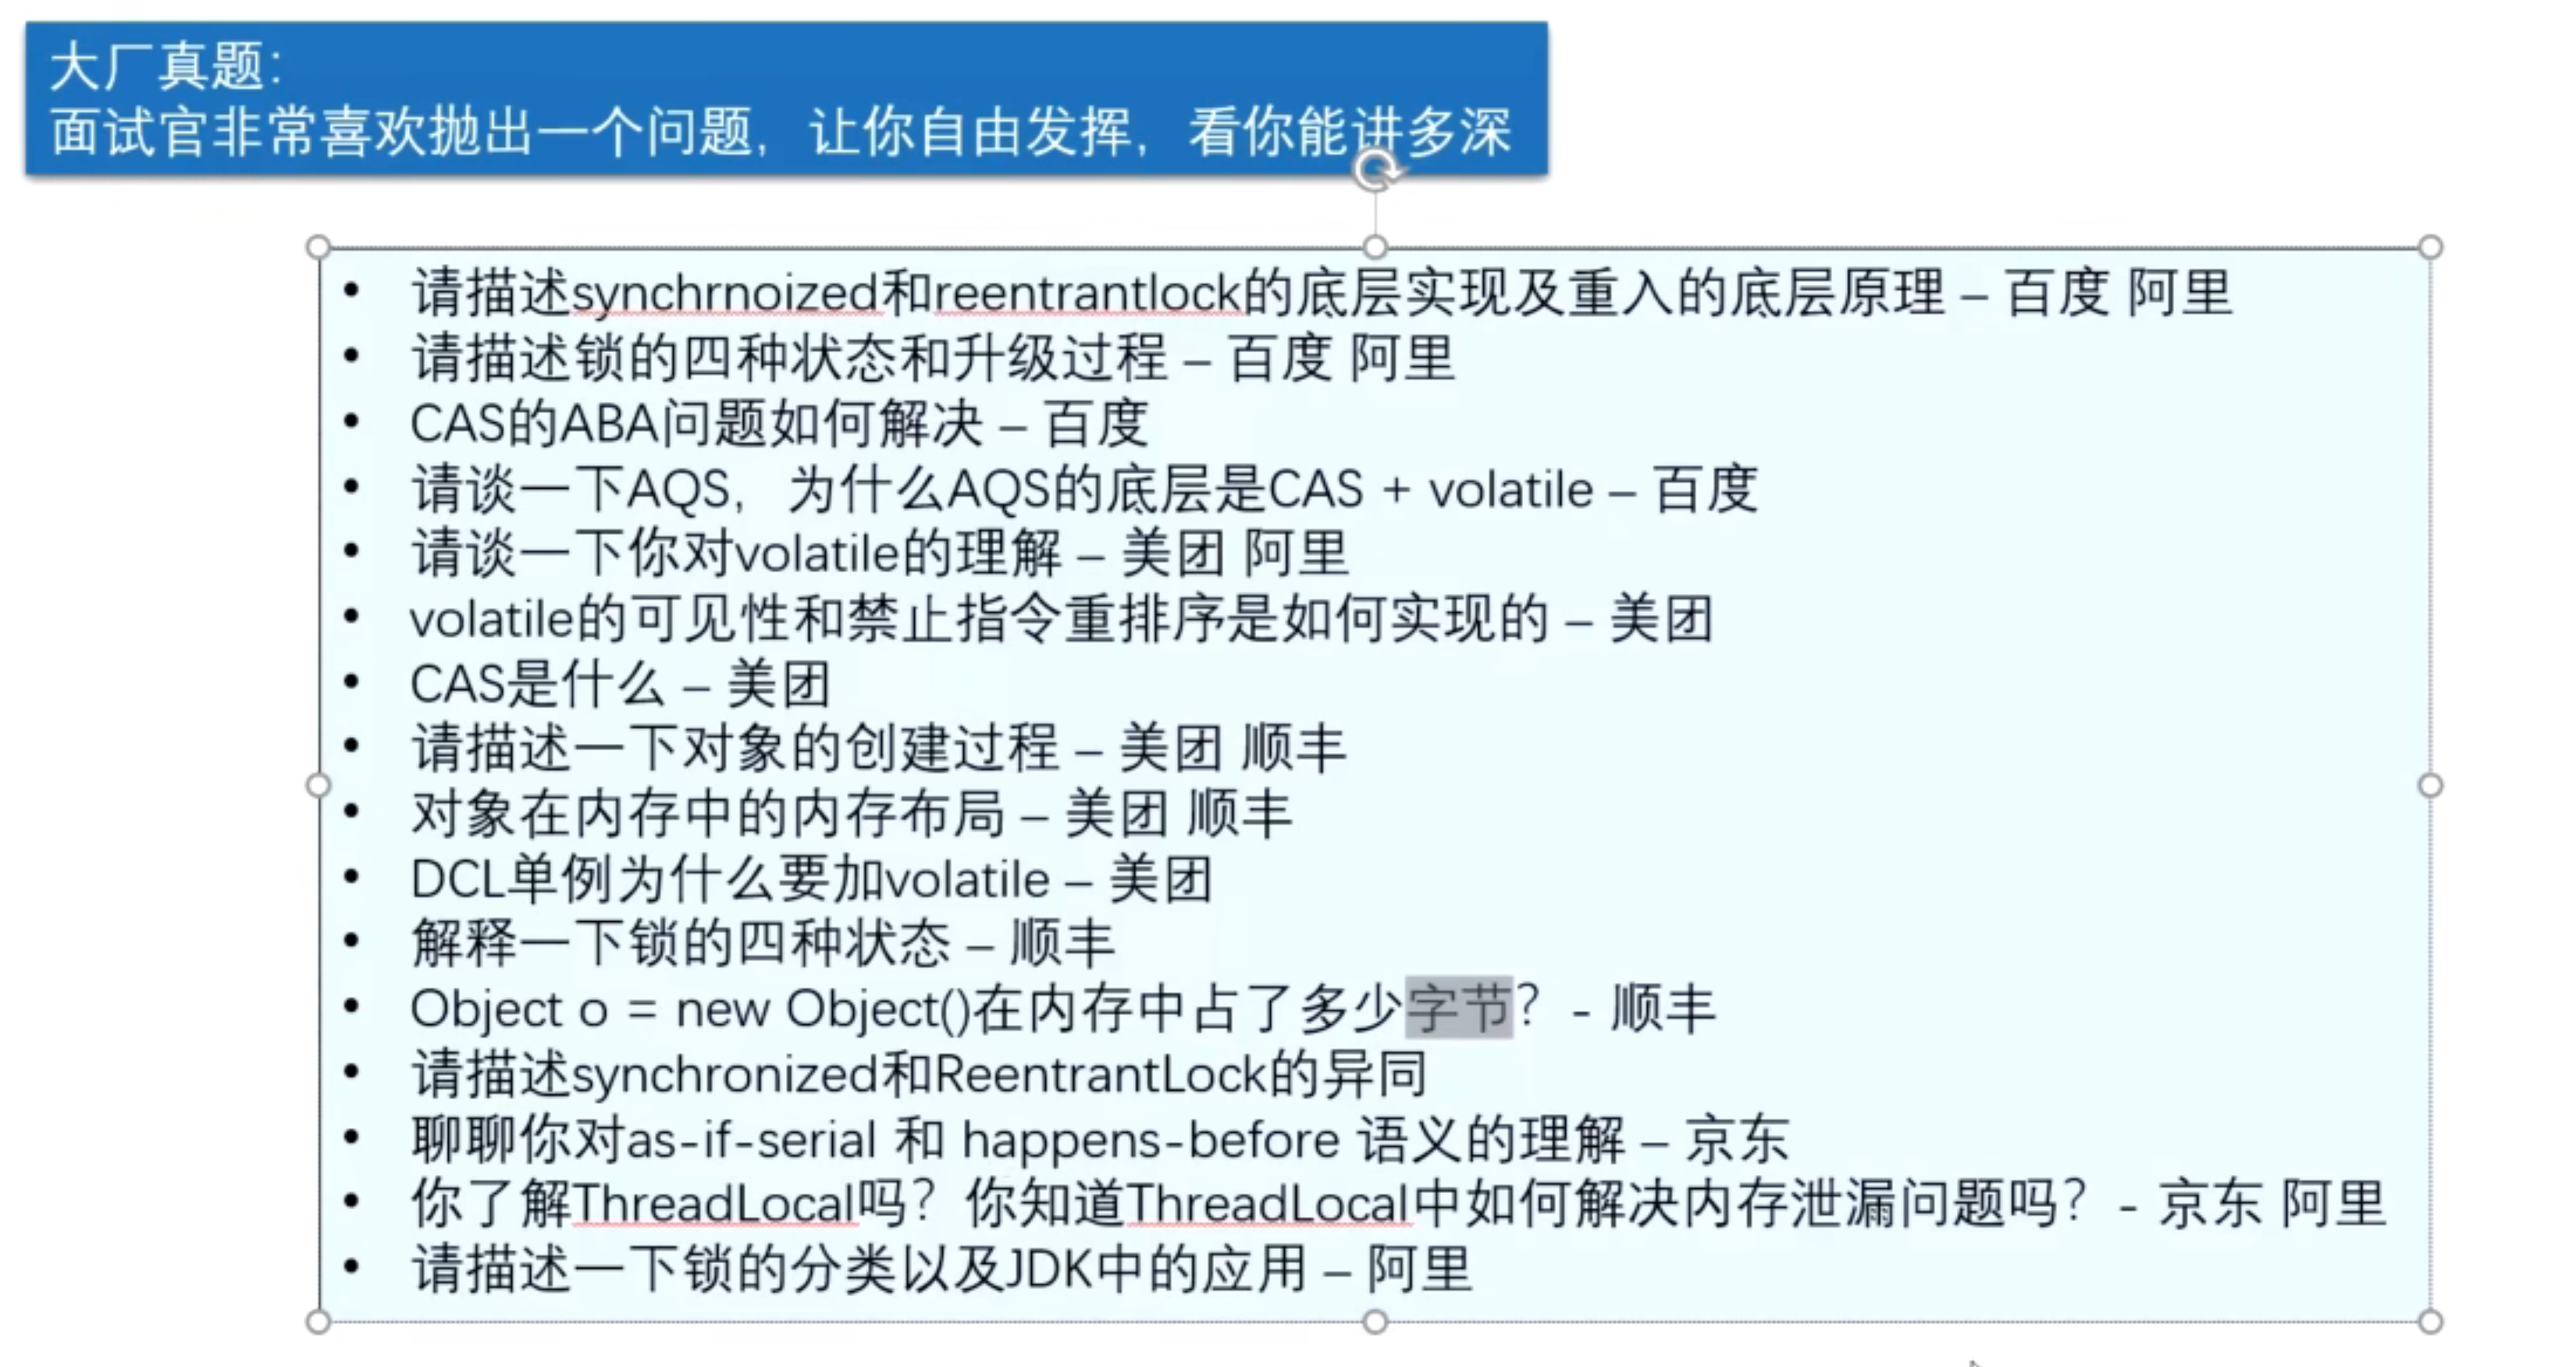 大厂真题：
面试官非常喜欢抛出一个问题，让你自由发挥，看你能讲多深
• 请描述synchrnoized和reentrantlock的底层实现及重入的底层原理 – 百度 阿里
• 请描述锁的四种状态和升级过程 – 百度 阿里
• CAS的ABA问题如何解决 – 百度
• 请谈一下AQS，为什么AQS的底层是CAS + volatile – 百度
• 请谈一下你对volatile的理解 – 美团 阿里
• volatile的可见性和禁止指令重排序是如何实现的 – 美团
• CAS是什么 – 美团
• 请描述一下对象的创建过程 – 美团 顺丰
• 对象在内存中的内存布局 – 美团 顺丰
• DCL单例为什么要加volatile – 美团
• 解释一下锁的四种状态 – 顺丰
• Object o = new Object()在内存中占了多少字节？ - 顺丰
• 请描述synchronized和ReentrantLock的异同
• 聊聊你对as-if-serial 和 happens-before 语义的理解 – 京东
• 你了解ThreadLocal吗？你知道ThreadLocal中如何解决内存泄漏问题吗？ - 京东 阿里
• 请描述一下锁的分类以及JDK中的应用 – 阿里